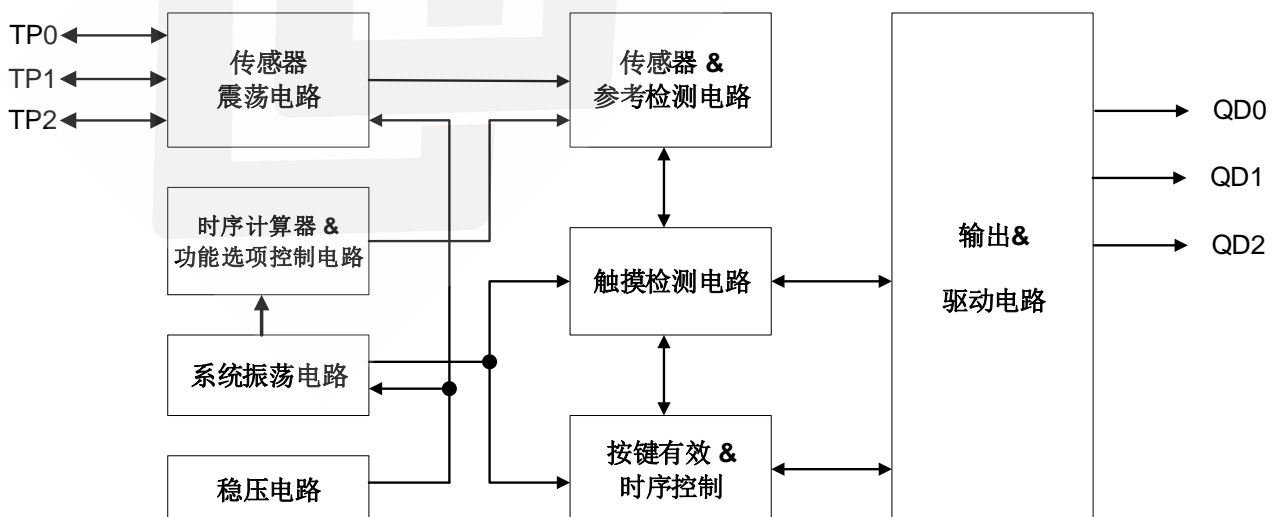 TP0
TP1
TP2
传感器
震荡电路
传感器 &
参考检测电路
时序计算器 &
功能选项控制电路
触摸检测电路
系统振荡电路
按键有效 &
时序控制
稳压电路
输出&
驱动电路
QD0
QD1
QD2